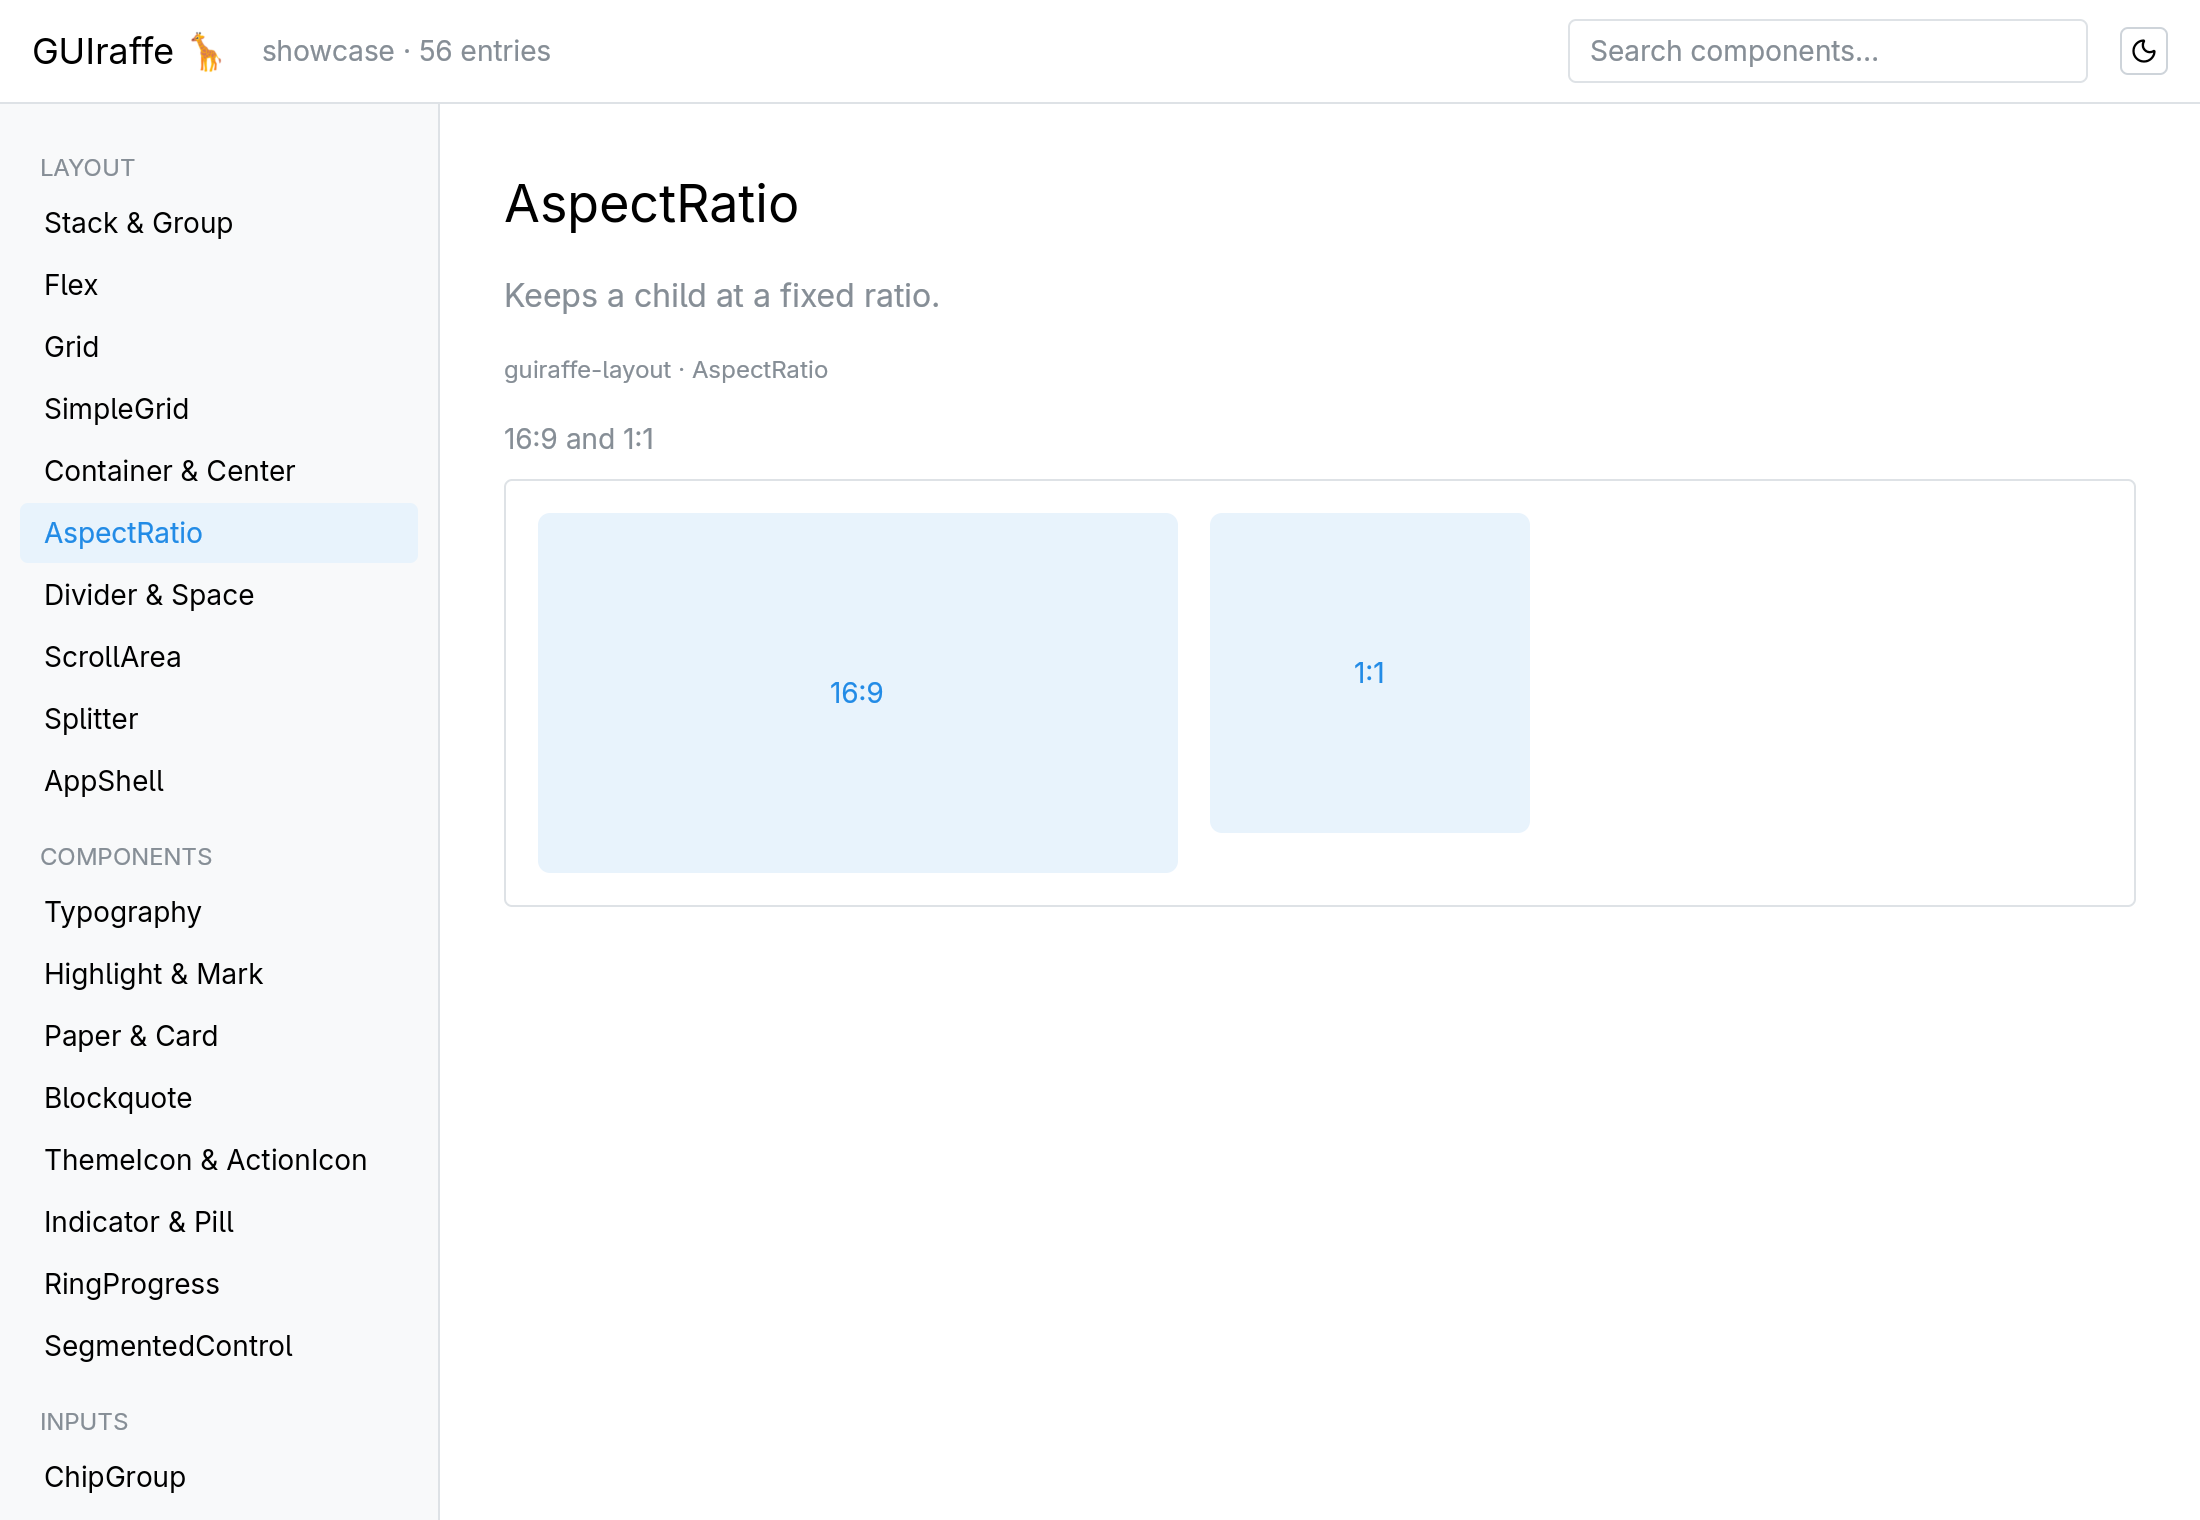 GUIraffe 🦒 showcase · 56 entries Search components...
LAYOUT
Stack & Group
Flex
Grid
SimpleGrid
Container & Center
AspectRatio
Divider & Space
ScrollArea
Splitter
AppShell
COMPONENTS
Typography
Highlight & Mark
Paper & Card
Blockquote
ThemeIcon & ActionIcon
Indicator & Pill
RingProgress
SegmentedControl
INPUTS
ChipGroup
AspectRatio
Keeps a child at a fixed ratio.
guiraffe-layout · AspectRatio
16:9 and 1:1
16:9
1:1